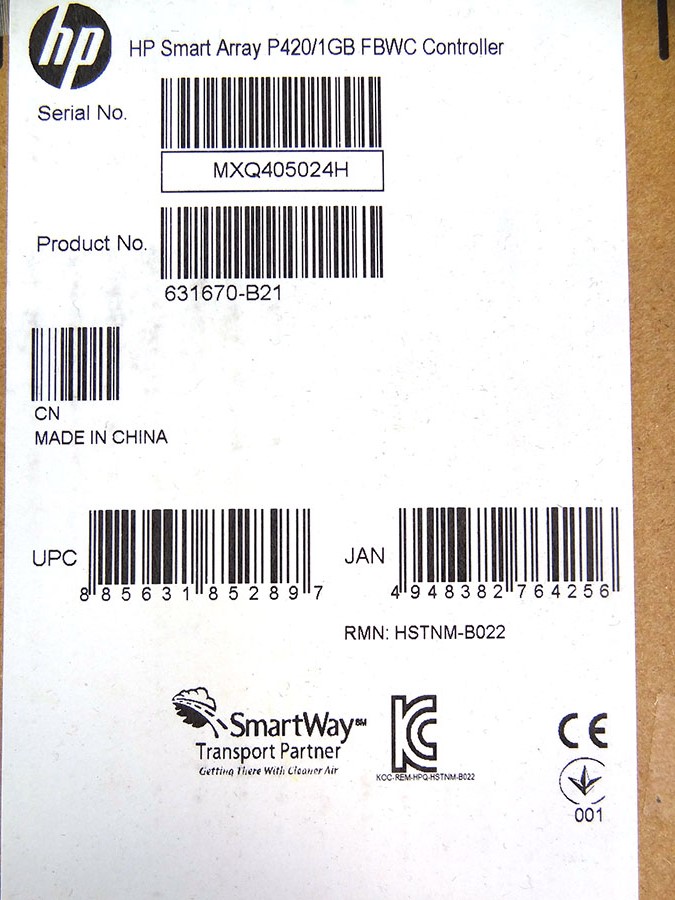 hp
HP Smart Array P420/1GB FBWC Controller
Serial No.
MXQ405024H
Product No.
631670-B21
CN
MADE IN CHINA
UPC
8 85631 85289 7
JAN
4 948382 764256
RMN: HSTNM-B022
SmartWay℠
Transport Partner
Getting There With Cleaner Air
KC
KCC-REM-HPQ-HSTNM-B022
CE
001